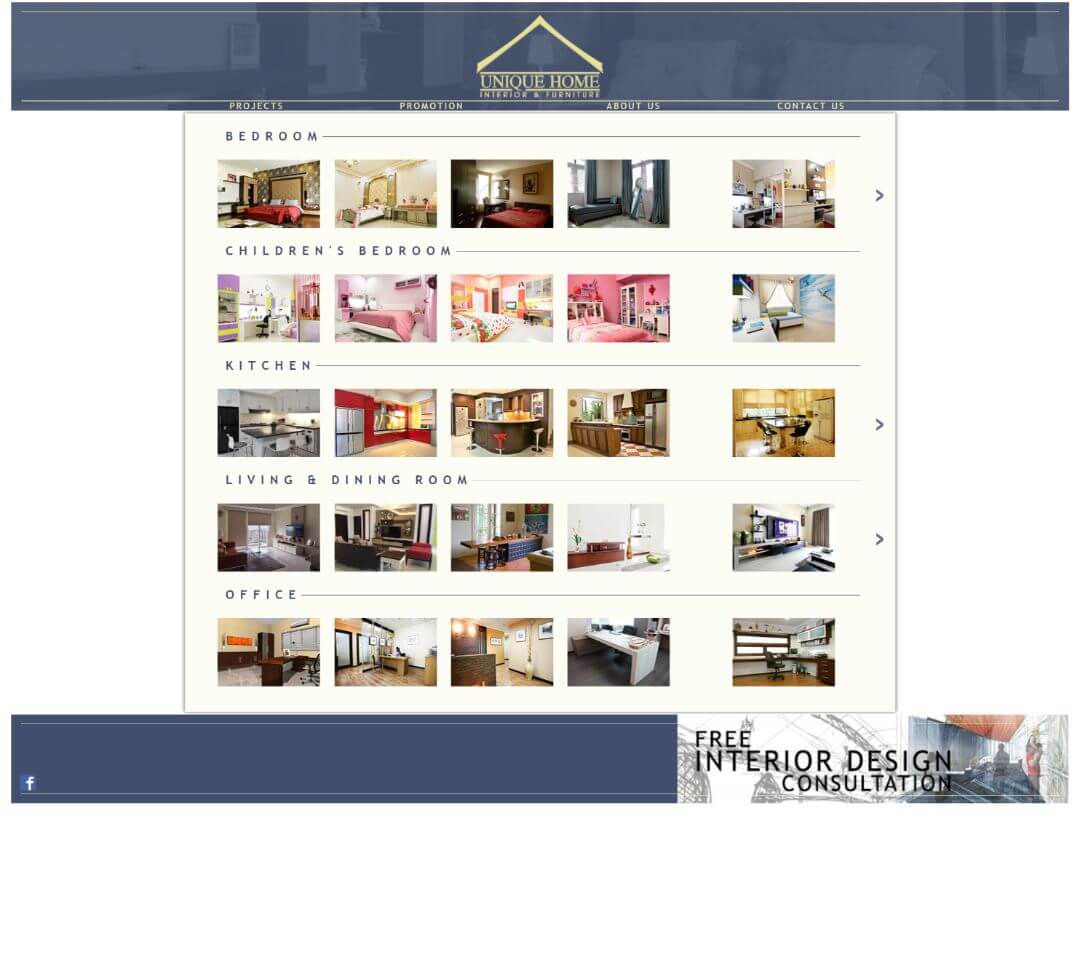 UNIQUE HOME
INTERIOR & FURNITURE
PROJECTS
PROMOTION
ABOUT US
CONTACT US
BEDROOM
>
CHILDREN'S BEDROOM
KITCHEN
>
LIVING & DINING ROOM
>
OFFICE
f
FREE
INTERIOR DESIGN
CONSULTATION